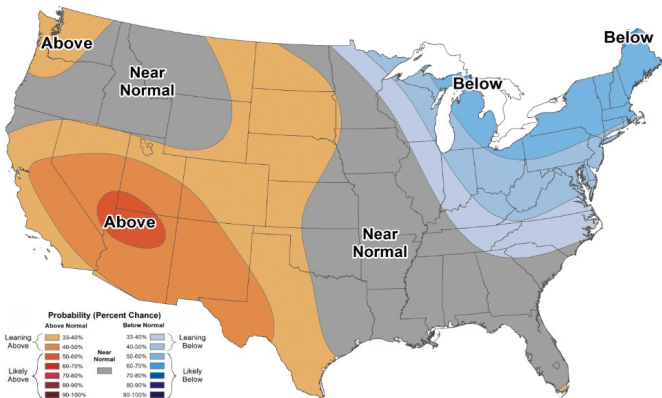 Below
Above
Near
Normal
Below
Above
Near
Normal
Probability (Percent Chance)
Above Normal
Below Normal
Leaning
Above
33-40%
40-50%
Likely
Above
50-60%
60-70%
70-80%
80-90%
90-100%
Near
Normal
33-40%
40-50%
Leaning
Below
50-60%
60-70%
70-80%
80-90%
90-100%
Likely
Below